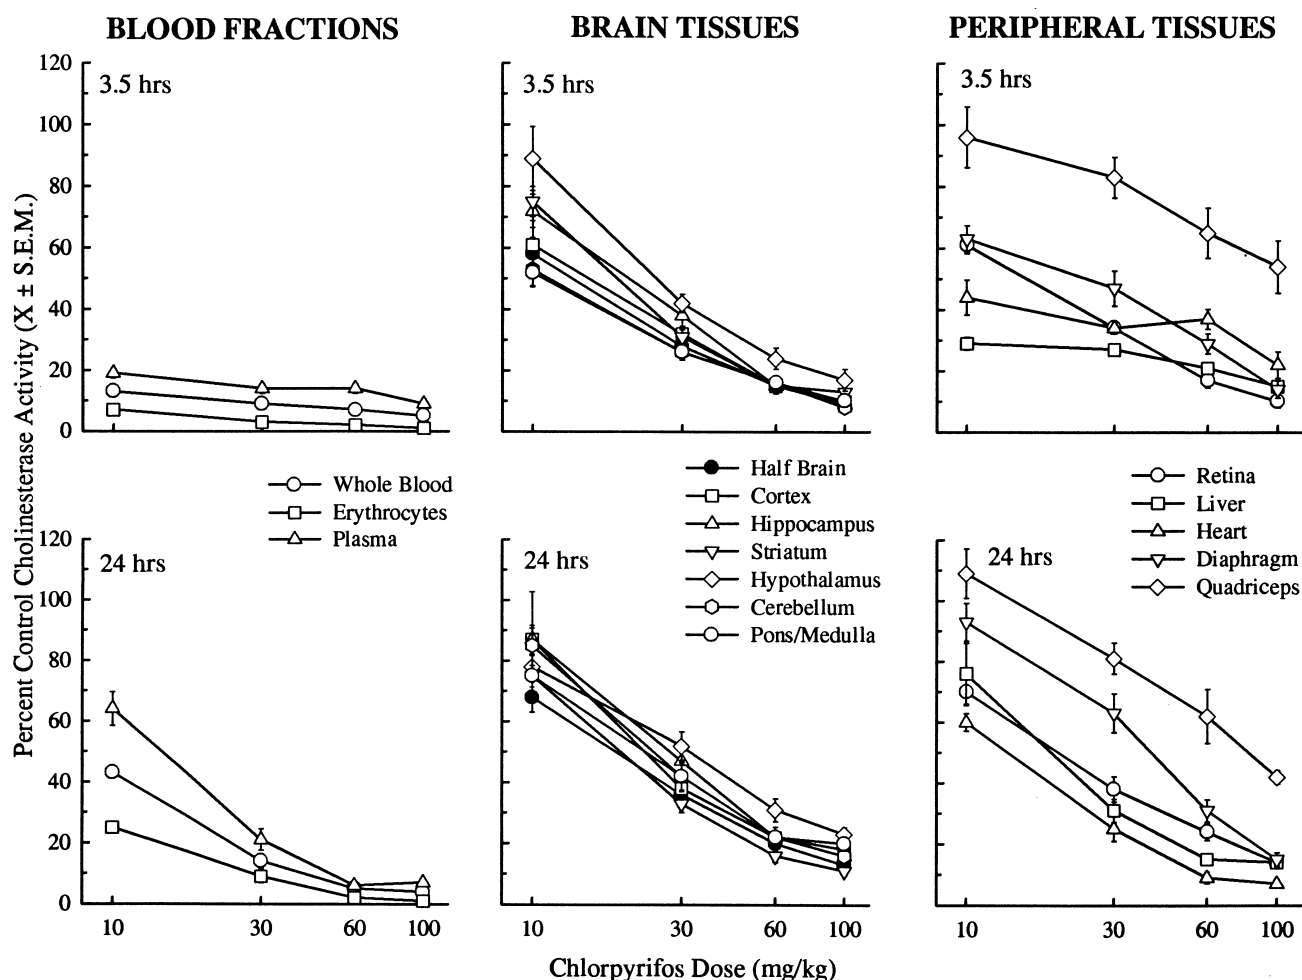 BLOOD FRACTIONS
BRAIN TISSUES
PERIPHERAL TISSUES
Percent Control Cholinesterase Activity (X ± S.E.M.)
120
100
80
60
40
20
0
3.5 hrs
3.5 hrs
3.5 hrs
Whole Blood
Erythrocytes
Plasma
Half Brain
Cortex
Hippocampus
Striatum
Hypothalamus
Cerebellum
Pons/Medulla
Retina
Liver
Heart
Diaphragm
Quadriceps
120
100
80
60
40
20
0
24 hrs
24 hrs
24 hrs
10 30 60 100
10 30 60 100
10 30 60 100
Chlorpyrifos Dose (mg/kg)